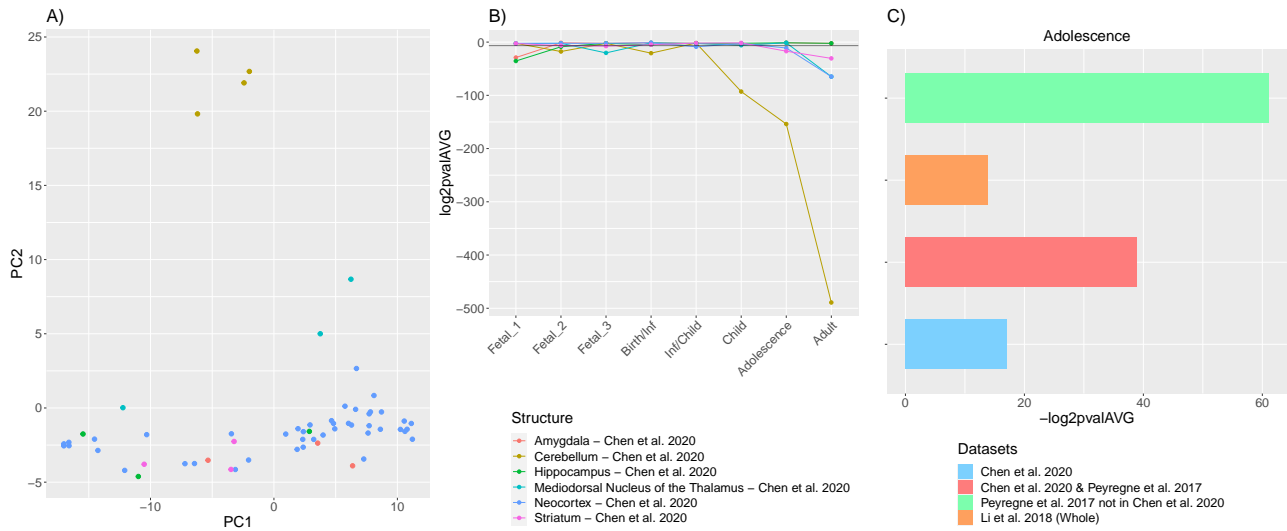 A)
25
20
15
10
5
0
−5
PC2
−10
0
10
PC1
B)
0
−100
−200
−300
−400
−500
log2pvalAVG
Fetal_1
Fetal_2
Fetal_3
Birth/Inf
Inf/Child
Child
Adolescence
Adult
Structure
Amygdala − Chen et al. 2020
Cerebellum − Chen et al. 2020
Hippocampus − Chen et al. 2020
Mediodorsal Nucleus of the Thalamus − Chen et al. 2020
Neocortex − Chen et al. 2020
Striatum − Chen et al. 2020
C)
Adolescence
0
20
40
60
−log2pvalAVG
Datasets
Chen et al. 2020
Chen et al. 2020 & Peyregne et al. 2017
Peyregne et al. 2017 not in Chen et al. 2020
Li et al. 2018 (Whole)